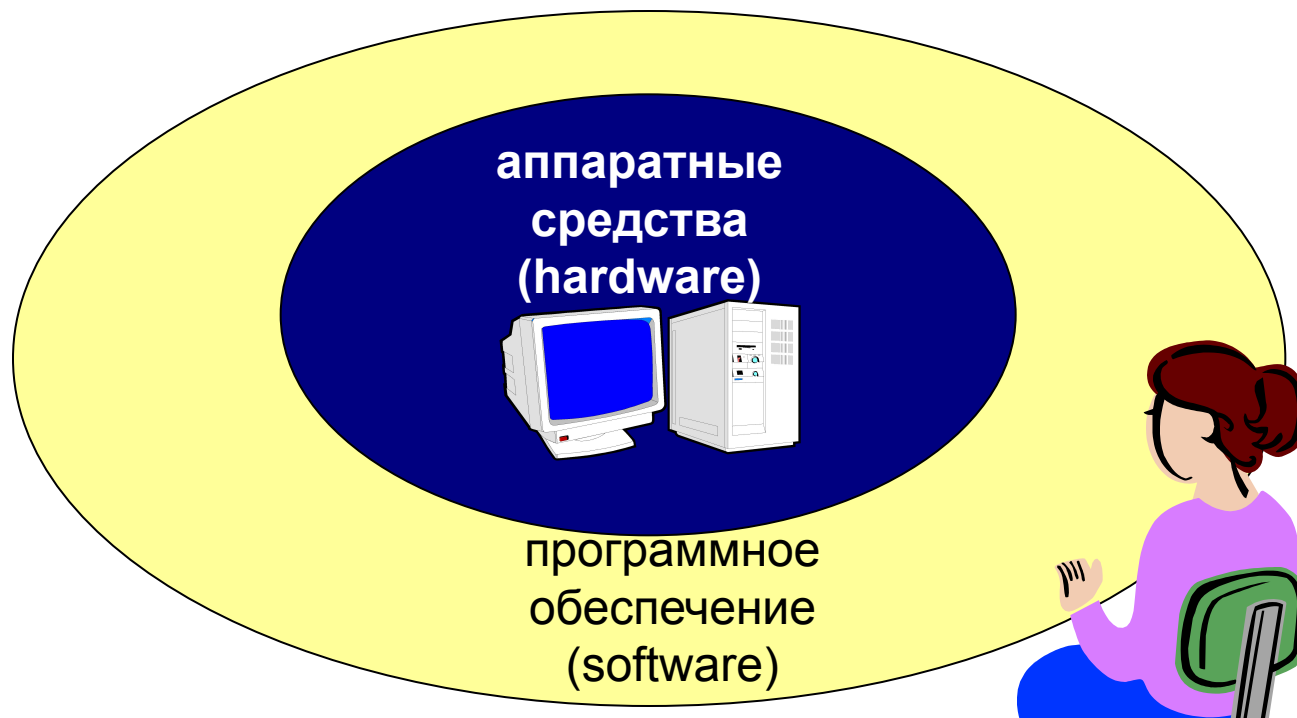 аппаратные
средства
(hardware)
программное
обеспечение
(software)